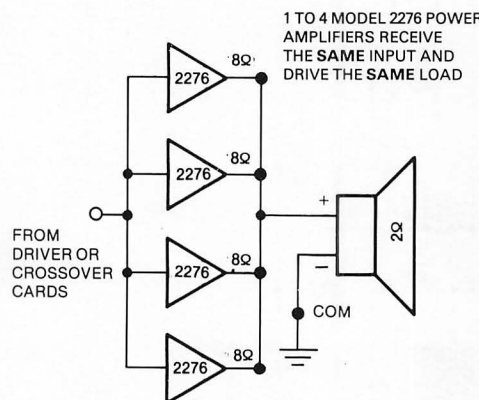 1 TO 4 MODEL 2276 POWER
AMPLIFIERS RECEIVE
THE SAME INPUT AND
DRIVE THE SAME LOAD
8Ω
2276
8Ω
2276
+
2Ω
FROM
DRIVER OR
CROSSOVER
CARDS
8Ω
2276
−
COM
8Ω
2276